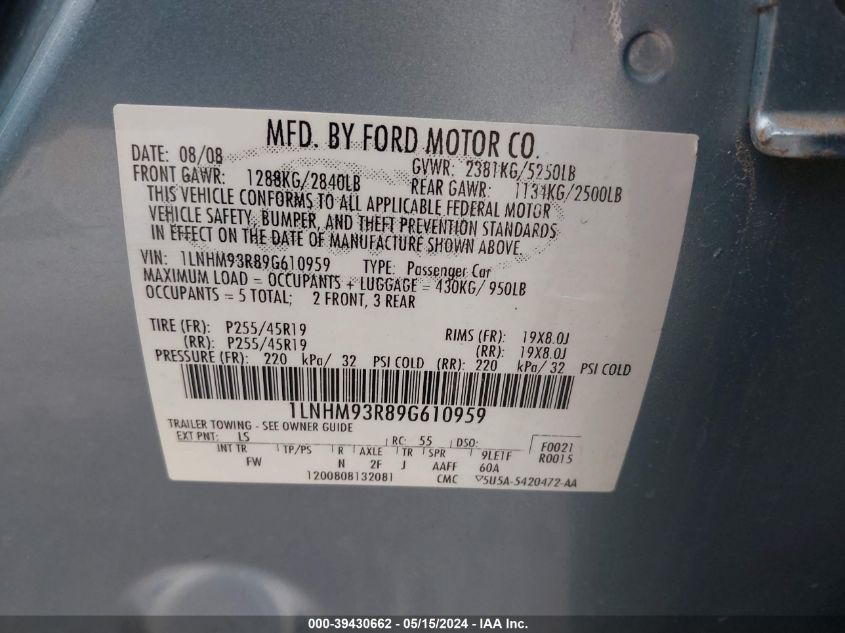 MFD. BY FORD MOTOR CO.
DATE: 08/08 GVWR: 2381KG/5250LB
FRONT GAWR: 1288KG/2840LB REAR GAWR: 1134KG/2500LB
THIS VEHICLE CONFORMS TO ALL APPLICABLE FEDERAL MOTOR
VEHICLE SAFETY, BUMPER, AND THEFT PREVENTION STANDARDS
IN EFFECT ON THE DATE OF MANUFACTURE SHOWN ABOVE.
VIN: 1LNHM93R89G610959 TYPE: Passenger Car
MAXIMUM LOAD = OCCUPANTS + LUGGAGE = 430KG/ 950LB
OCCUPANTS = 5 TOTAL; 2 FRONT, 3 REAR
TIRE (FR): P255/45R19 RIMS (FR): 19X8.0J
(RR): P255/45R19 (RR): 19X8.0J
PRESSURE (FR): 220 kPa/ 32 PSI COLD (RR): 220 kPa/ 32 PSI COLD
1LNHM93R89G610959
TRAILER TOWING - SEE OWNER GUIDE
EXT PNT: LS RC: 55 DSO: F0021
INT TR TP/PS R AXLE TR SPR 9LE1F R0015
FW N 2F J AAFF 60A
1200808132081 CMC 5U5A-5420472-AA
000-39430662 - 05/15/2024 - IAA Inc.